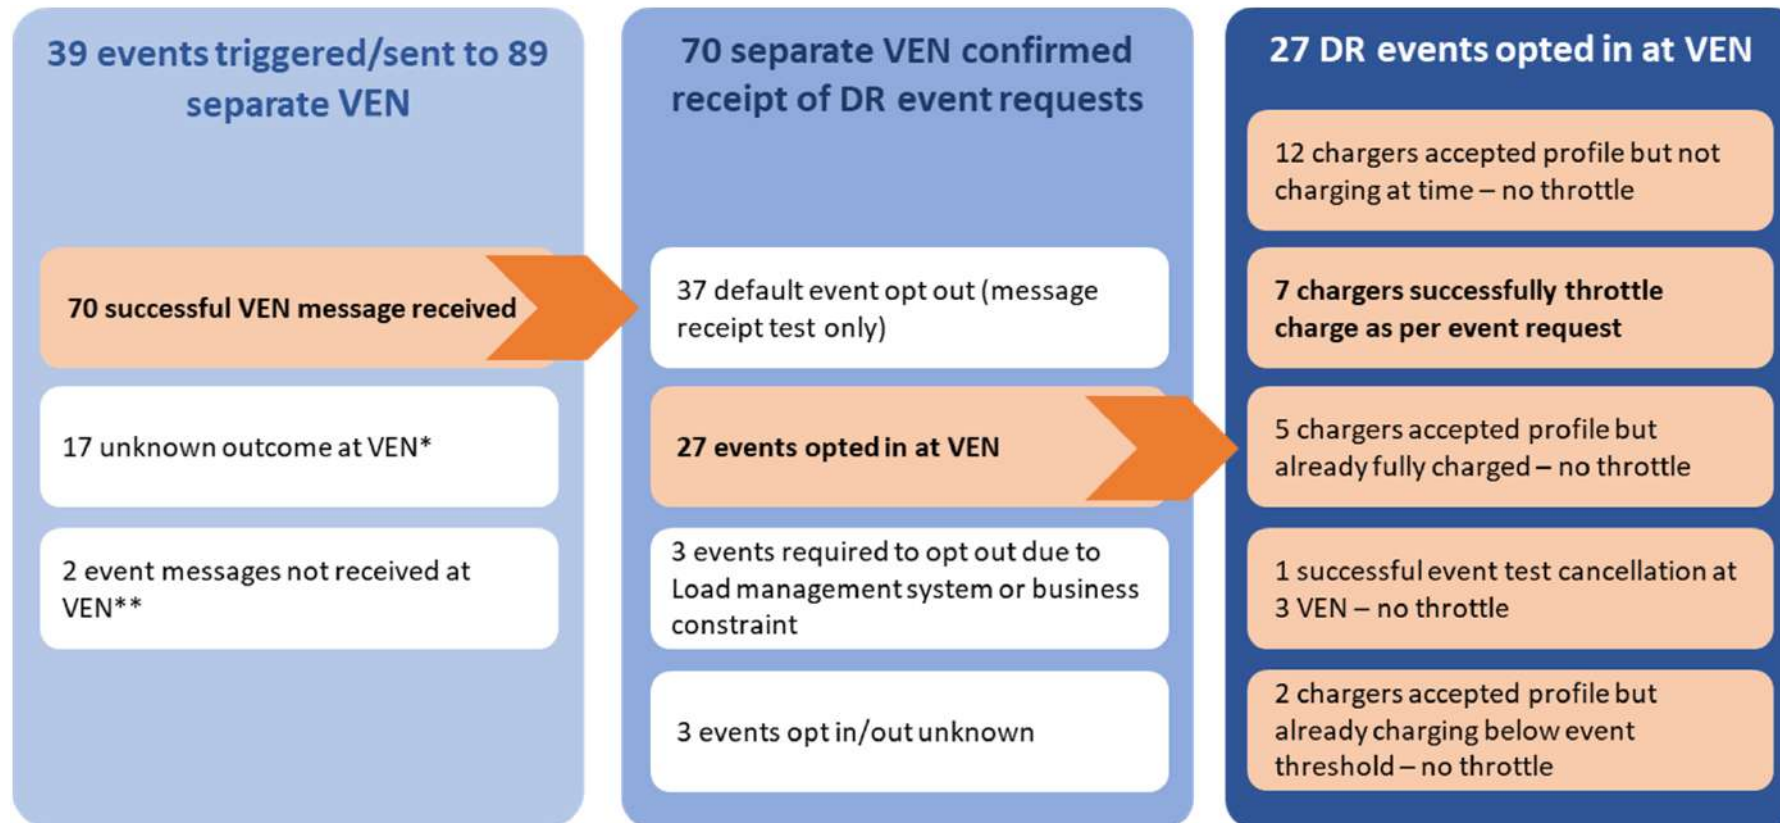 39 events triggered/sent to 89
separate VEN
70 successful VEN message received
17 unknown outcome at VEN*
2 event messages not received at
VEN**
70 separate VEN confirmed
receipt of DR event requests
37 default event opt out (message
receipt test only)
27 events opted in at VEN
3 events required to opt out due to
Load management system or business
constraint
3 events opt in/out unknown
27 DR events opted in at VEN
12 chargers accepted profile but not
charging at time – no throttle
7 chargers successfully throttle
charge as per event request
5 chargers accepted profile but
already fully charged – no throttle
1 successful event test cancellation at
3 VEN – no throttle
2 chargers accepted profile but
already charging below event
threshold – no throttle